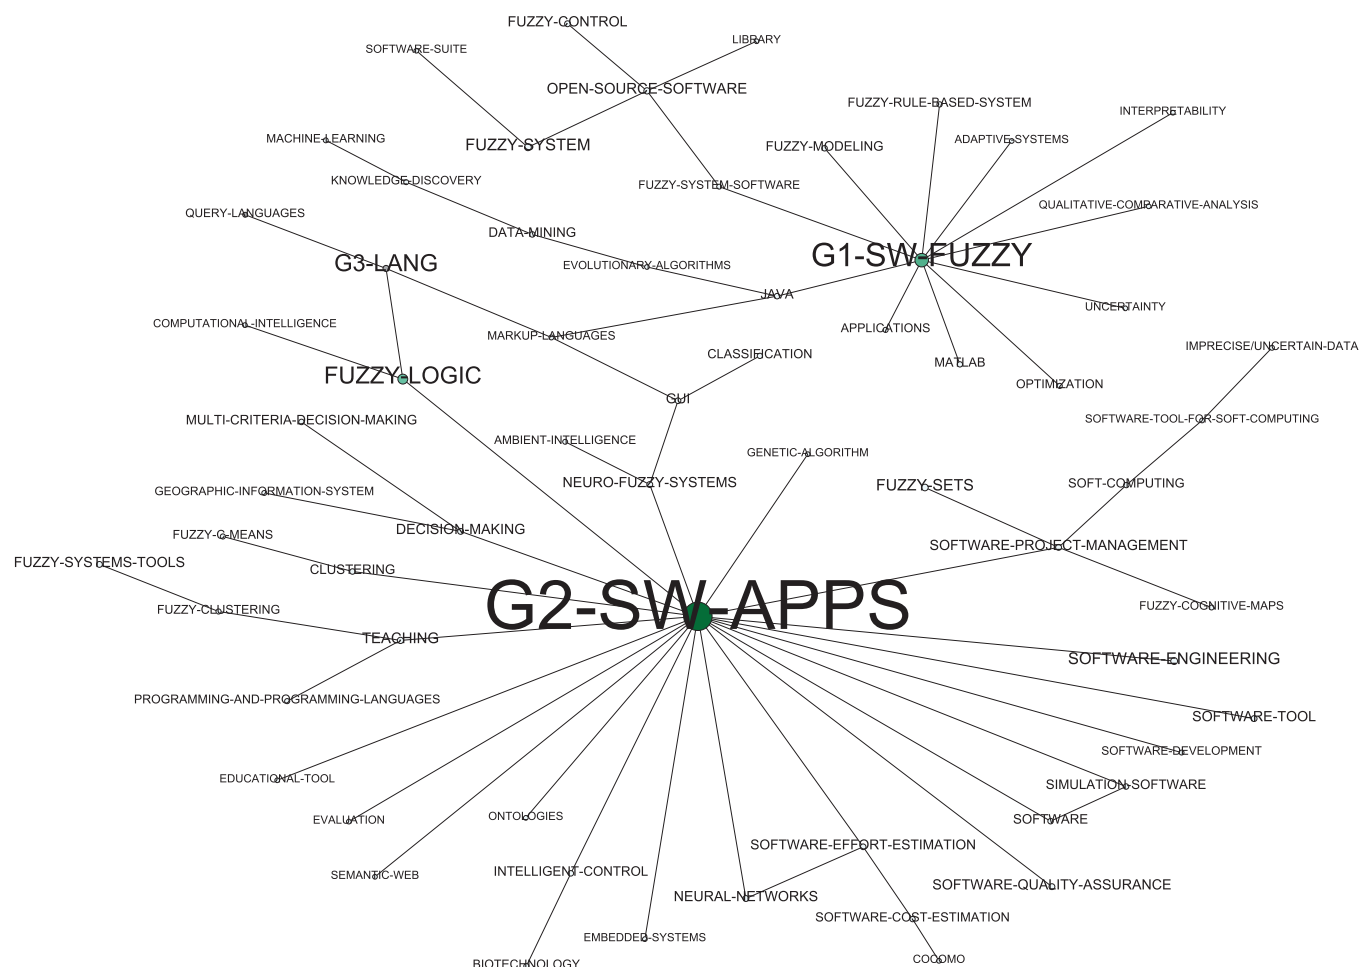 FUZZY-CONTROL
LIBRARY
SOFTWARE-SUITE
OPEN-SOURCE-SOFTWARE
FUZZY-RULE-BASED-SYSTEM
INTERPRETABILITY
MACHINE-LEARNING
FUZZY-SYSTEM
FUZZY-MODELING
ADAPTIVE-SYSTEMS
KNOWLEDGE-DISCOVERY
FUZZY-SYSTEM-SOFTWARE
QUALITATIVE-COMPARATIVE-ANALYSIS
QUERY-LANGUAGES
DATA-MINING
G3-LANG
EVOLUTIONARY-ALGORITHMS
G1-SW-FUZZY
JAVA
UNCERTAINTY
COMPUTATIONAL-INTELLIGENCE
MARKUP-LANGUAGES
APPLICATIONS
IMPRECISE/UNCERTAIN-DATA
CLASSIFICATION
MATLAB
FUZZY-LOGIC
OPTIMIZATION
GUI
MULTI-CRITERIA-DECISION-MAKING
SOFTWARE-TOOL-FOR-SOFT-COMPUTING
AMBIENT-INTELLIGENCE
GENETIC-ALGORITHM
NEURO-FUZZY-SYSTEMS
FUZZY-SETS
SOFT-COMPUTING
GEOGRAPHIC-INFORMATION-SYSTEM
FUZZY-C-MEANS
DECISION-MAKING
SOFTWARE-PROJECT-MANAGEMENT
FUZZY-SYSTEMS-TOOLS
CLUSTERING
G2-SW-APPS
FUZZY-CLUSTERING
FUZZY-COGNITIVE-MAPS
TEACHING
SOFTWARE-ENGINEERING
PROGRAMMING-AND-PROGRAMMING-LANGUAGES
SOFTWARE-TOOL
SOFTWARE-DEVELOPMENT
EDUCATIONAL-TOOL
SIMULATION-SOFTWARE
EVALUATION
ONTOLOGIES
SOFTWARE
SOFTWARE-EFFORT-ESTIMATION
SEMANTIC-WEB
INTELLIGENT-CONTROL
SOFTWARE-QUALITY-ASSURANCE
NEURAL-NETWORKS
SOFTWARE-COST-ESTIMATION
EMBEDDED-SYSTEMS
COCOMO
BIOTECHNOLOGY